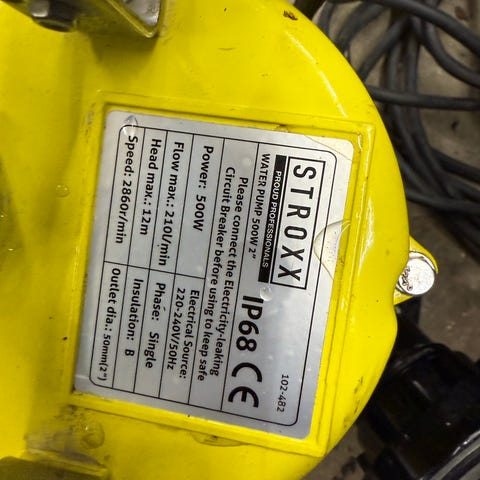 STROXX
PROUD PROFESSIONALS
WATER PUMP 500W 2"
IP68 CE
102-482
Please connect the Electricity-leaking
Circuit Breaker before using to keep safe
Power: 500W
Electrical Source:
220-240V/50Hz
Flow max.: 210l/min
Phase: Single
Head max.: 12m
Insulation: B
Speed: 2860r/min
Outlet dia.: 50mm(2")